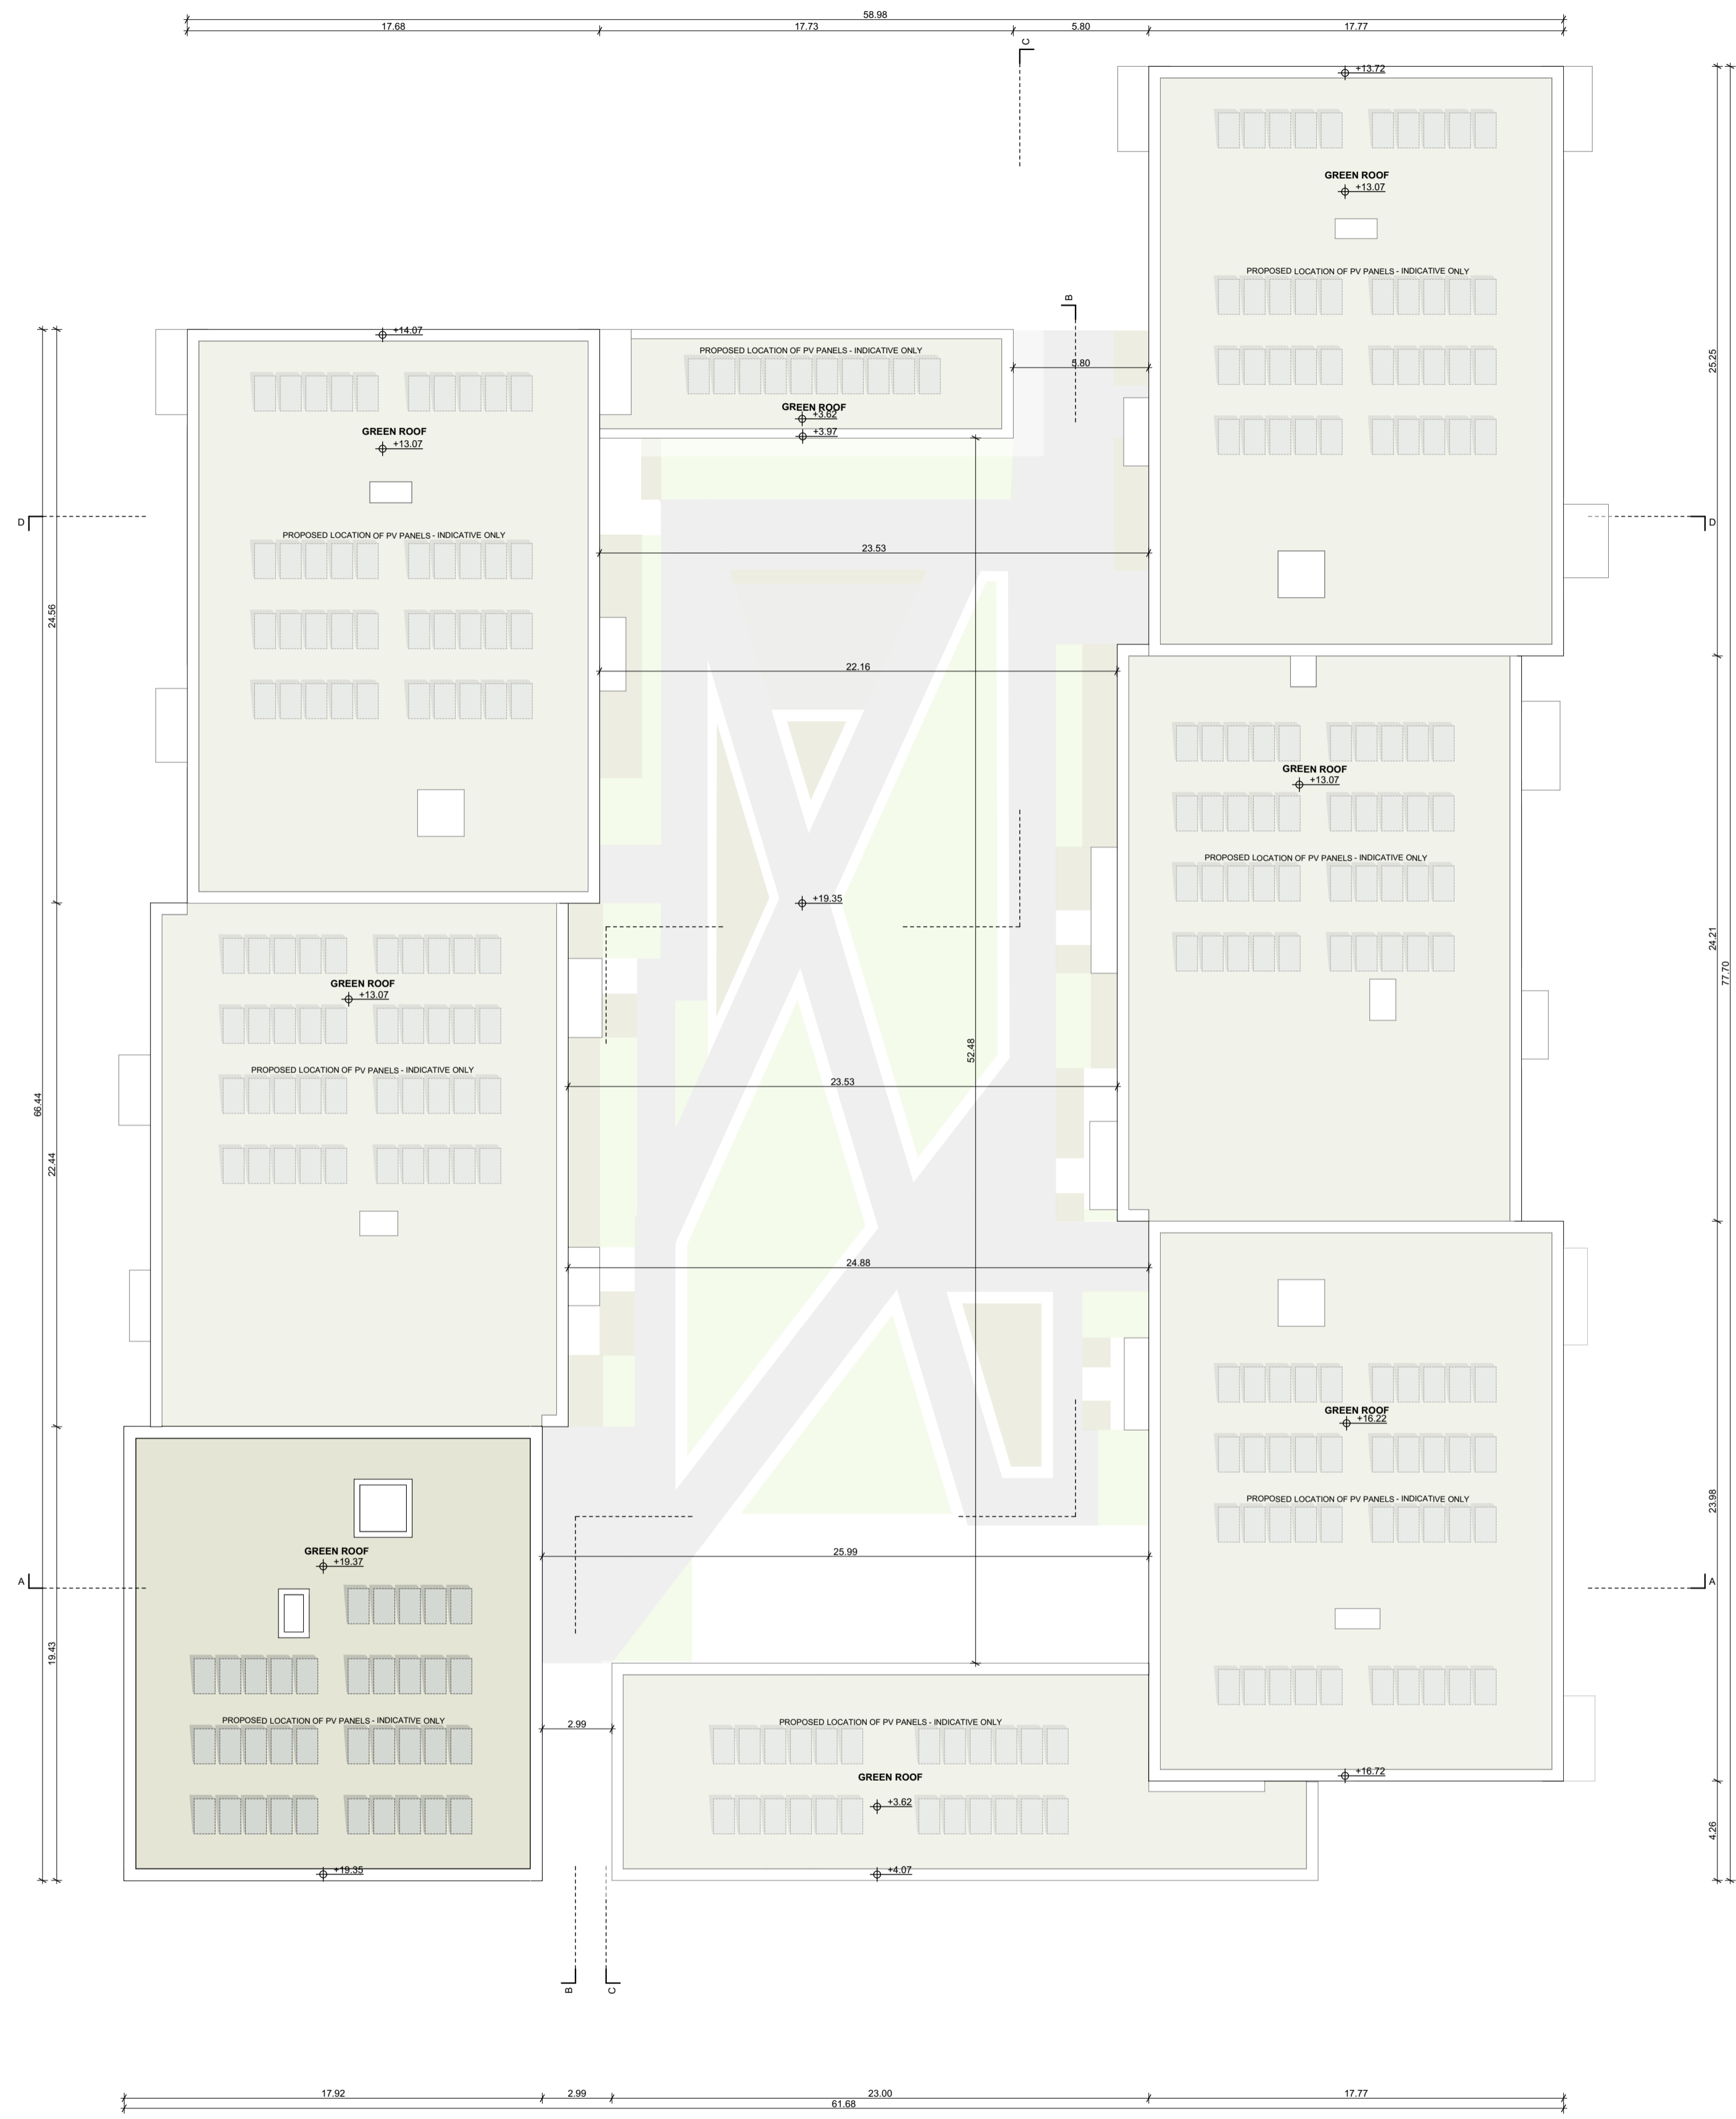 58.98
17.68
17.73
5.80
17.77
C
+13.72
GREEN ROOF
+13.07
PROPOSED LOCATION OF PV PANELS - INDICATIVE ONLY
B
+14.07
PROPOSED LOCATION OF PV PANELS - INDICATIVE ONLY
5.80
25.25
GREEN ROOF
+3.62
+3.97
GREEN ROOF
+13.07
D
D
PROPOSED LOCATION OF PV PANELS - INDICATIVE ONLY
23.53
24.56
22.16
GREEN ROOF
+13.07
PROPOSED LOCATION OF PV PANELS - INDICATIVE ONLY
+19.35
24.21
77.70
GREEN ROOF
+13.07
52.48
PROPOSED LOCATION OF PV PANELS - INDICATIVE ONLY
23.53
66.44
22.44
24.88
GREEN ROOF
+16.22
PROPOSED LOCATION OF PV PANELS - INDICATIVE ONLY
23.98
GREEN ROOF
+19.37
25.99
A
A
19.43
PROPOSED LOCATION OF PV PANELS - INDICATIVE ONLY
2.99
PROPOSED LOCATION OF PV PANELS - INDICATIVE ONLY
GREEN ROOF
+3.62
+16.72
4.26
+19.35
+4.07
B
C
17.92
2.99
23.00
17.77
61.68